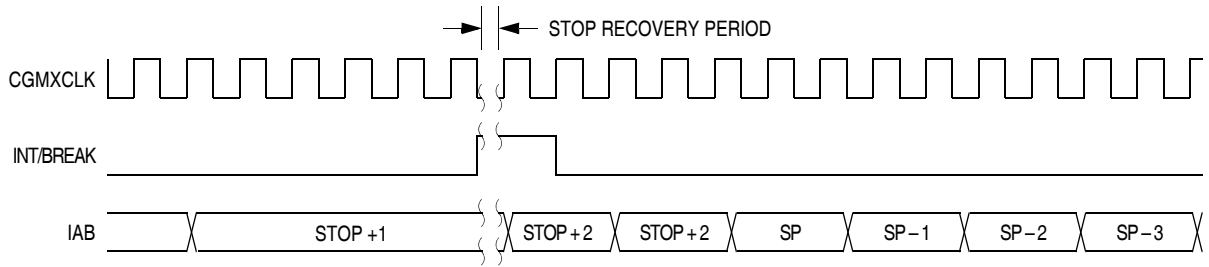 STOP RECOVERY PERIOD
CGMXCLK
INT/BREAK
IAB
STOP +1
STOP + 2
STOP + 2
SP
SP – 1
SP – 2
SP – 3